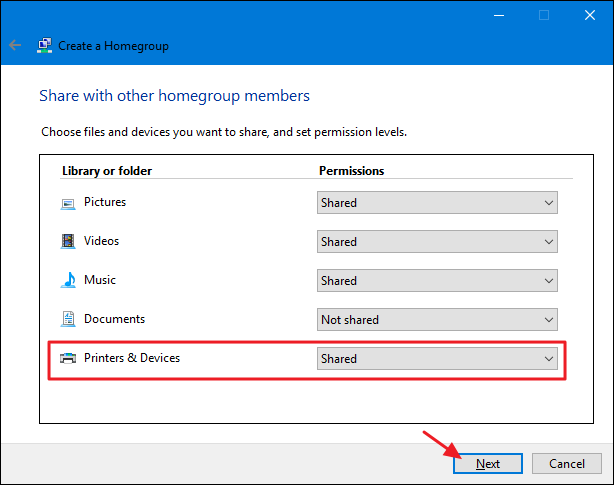 Create a Homegroup
Share with other homegroup members
Choose files and devices you want to share, and set permission levels.
Library or folder Permissions
Pictures Shared
Videos Shared
Music Shared
Documents Not shared
Printers & Devices Shared
Next Cancel